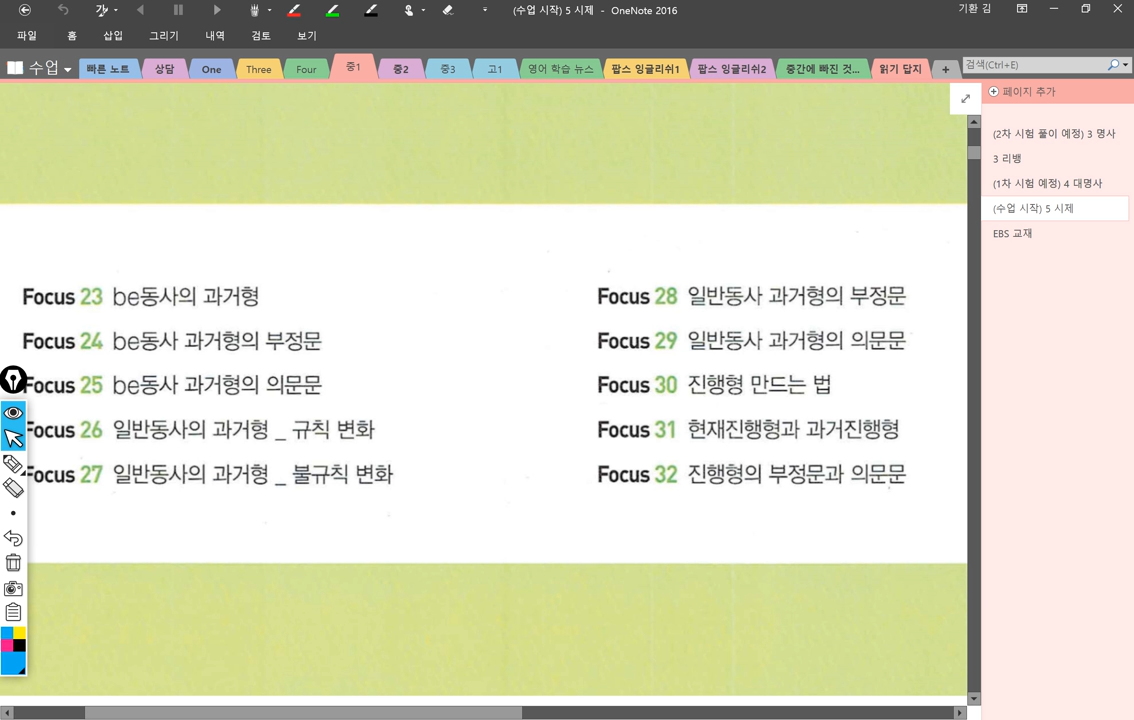 (수업 시작) 5 시제 - OneNote 2016
기환 김
파일 홈 삽입 그리기 내역 검토 보기
수업 빠른 노트 상담 One Three Four 중1 중2 중3 고1 영어 학습 뉴스 팝스 잉글리쉬1 팝스 잉글리쉬2 중간에 빠진 것... 읽기 답지 + 검색(Ctrl+E)
페이지 추가
(2차 시험 풀이 예정) 3 명사
3 리뱅
(1차 시험 예정) 4 대명사
(수업 시작) 5 시제
EBS 교재
Focus 23 be동사의 과거형
Focus 24 be동사 과거형의 부정문
Focus 25 be동사 과거형의 의문문
Focus 26 일반동사의 과거형 _ 규칙 변화
Focus 27 일반동사의 과거형 _ 불규칙 변화
Focus 28 일반동사 과거형의 부정문
Focus 29 일반동사 과거형의 의문문
Focus 30 진행형 만드는 법
Focus 31 현재진행형과 과거진행형
Focus 32 진행형의 부정문과 의문문